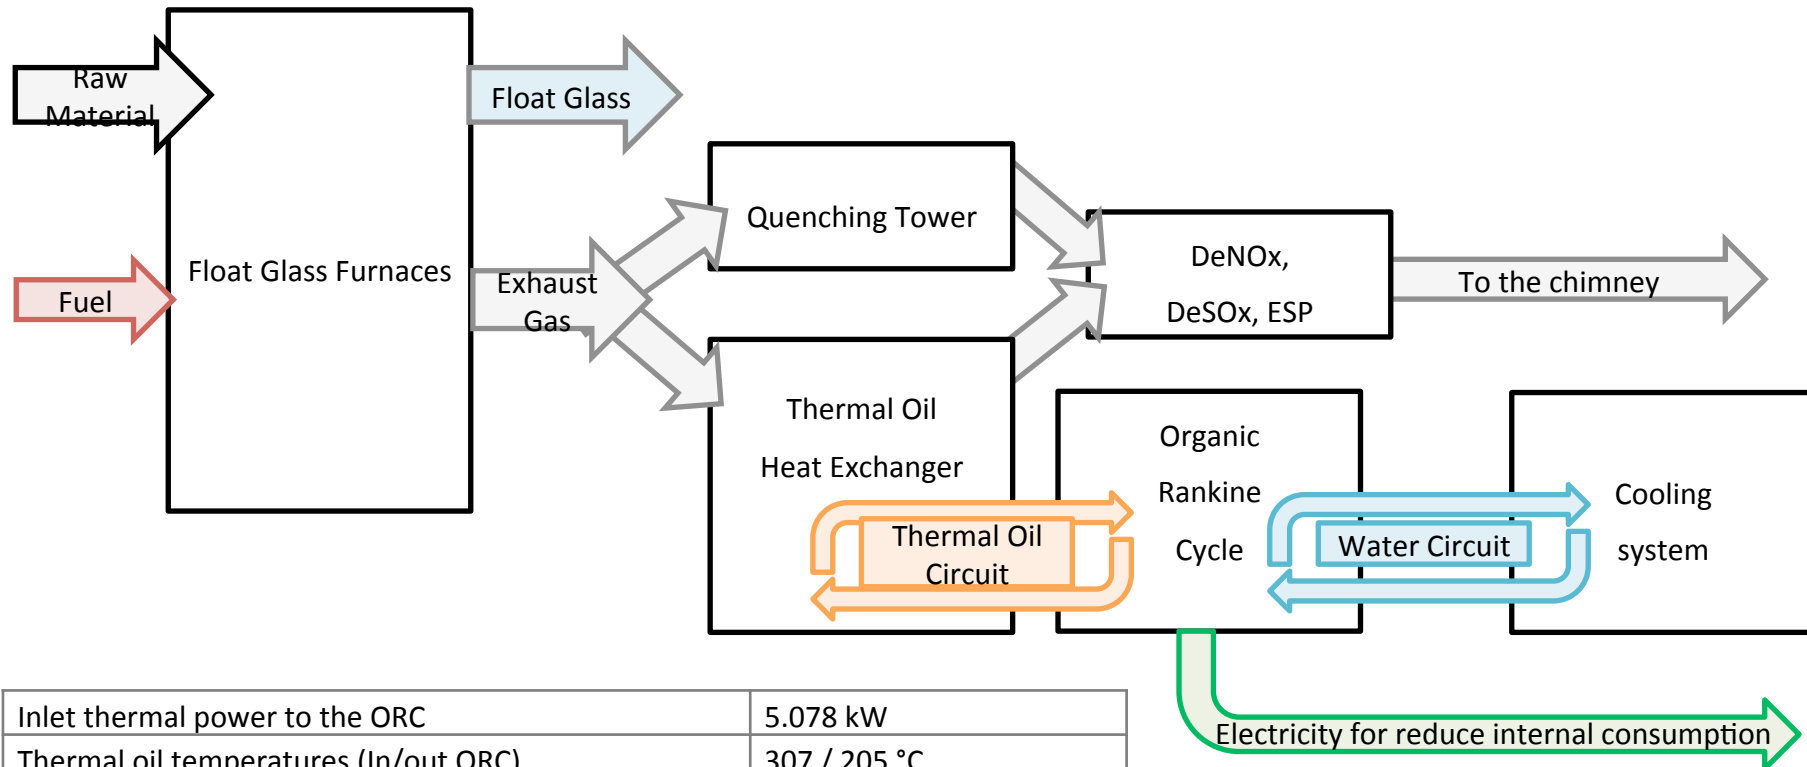 Raw
Material
Float Glass
Quenching Tower
Float Glass Furnaces
Fuel
Exhaust
Gas
DeNOx,
DeSOx, ESP
To the chimney
Thermal Oil
Heat Exchanger
Organic
Rankine
Cycle
Cooling
system
Thermal Oil
Circuit
Water Circuit
Electricity for reduce internal consumption
Inlet thermal power to the ORC 5.078 kW
Thermal oil temperatures (In/out ORC) 307 / 205 °C